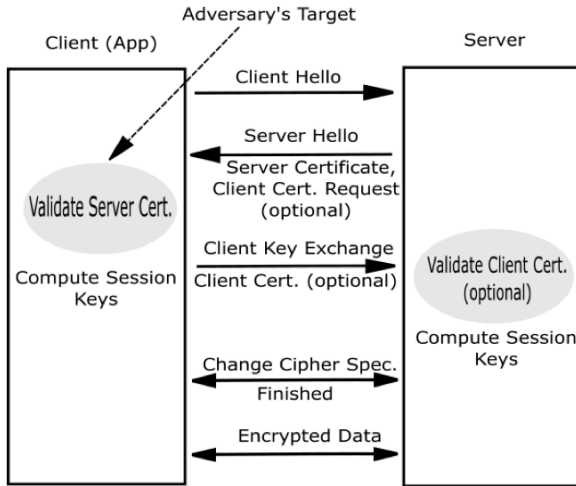 Adversary's Target
Client (App)
Server
Client Hello
Server Hello
Server Certificate,
Client Cert. Request
(optional)
Validate Server Cert.
Compute Session
Keys
Client Key Exchange
Client Cert. (optional)
Validate Client Cert.
(optional)
Compute Session
Keys
Change Cipher Spec.
Finished
Encrypted Data